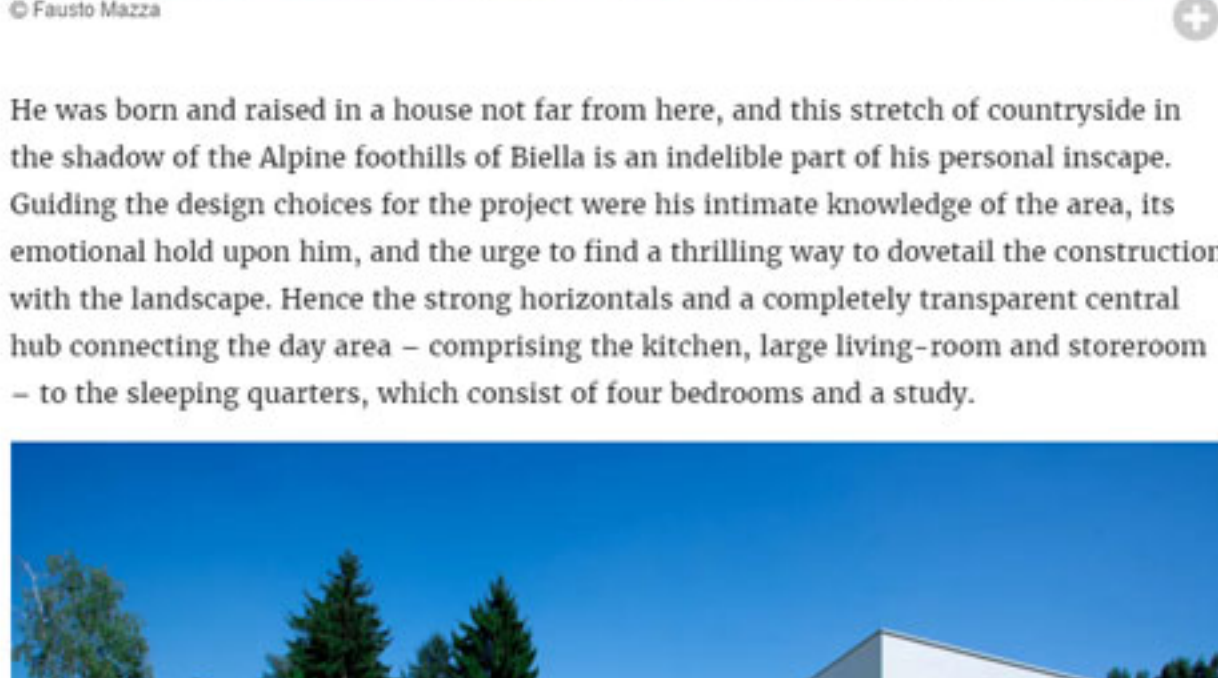 © Fausto Mazza
He was born and raised in a house not far from here, and this stretch of countryside in
the shadow of the Alpine foothills of Biella is an indelible part of his personal inscape.
Guiding the design choices for the project were his intimate knowledge of the area, its
emotional hold upon him, and the urge to find a thrilling way to dovetail the construction
with the landscape. Hence the strong horizontals and a completely transparent central
hub connecting the day area – comprising the kitchen, large living-room and storeroom
– to the sleeping quarters, which consist of four bedrooms and a study.